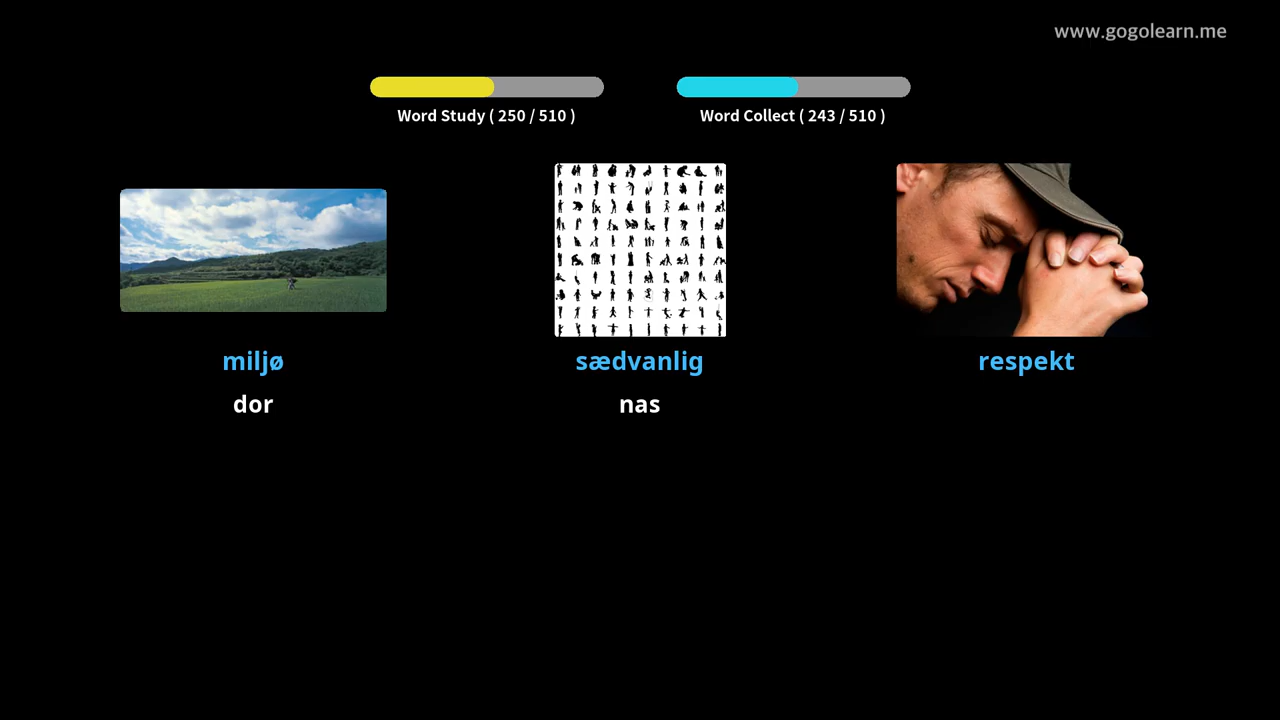 www.gogolearn.me
Word Study ( 250 / 510 )
Word Collect ( 243 / 510 )
miljø
sædvanlig
respekt
dor
nas